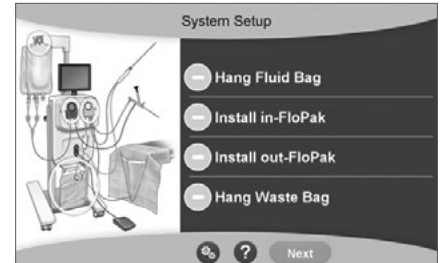 System Setup
Hang Fluid Bag
Install in-FloPak
Install out-FloPak
Hang Waste Bag
?
Next